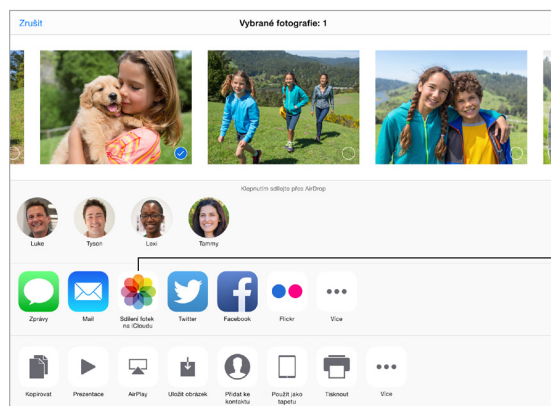 Zrušit
Vybrané fotografie: 1
Klepnutím sdílejte přes AirDrop
Luke
Tyson
Lexi
Tommy
Zprávy
Mail
Sdílení fotek
na iCloudu
Twitter
Facebook
Flickr
Více
Kopírovat
Prezentace
AirPlay
Uložit obrázek
Přidat ke
kontaktu
Použít jako
tapetu
Tisknout
Více